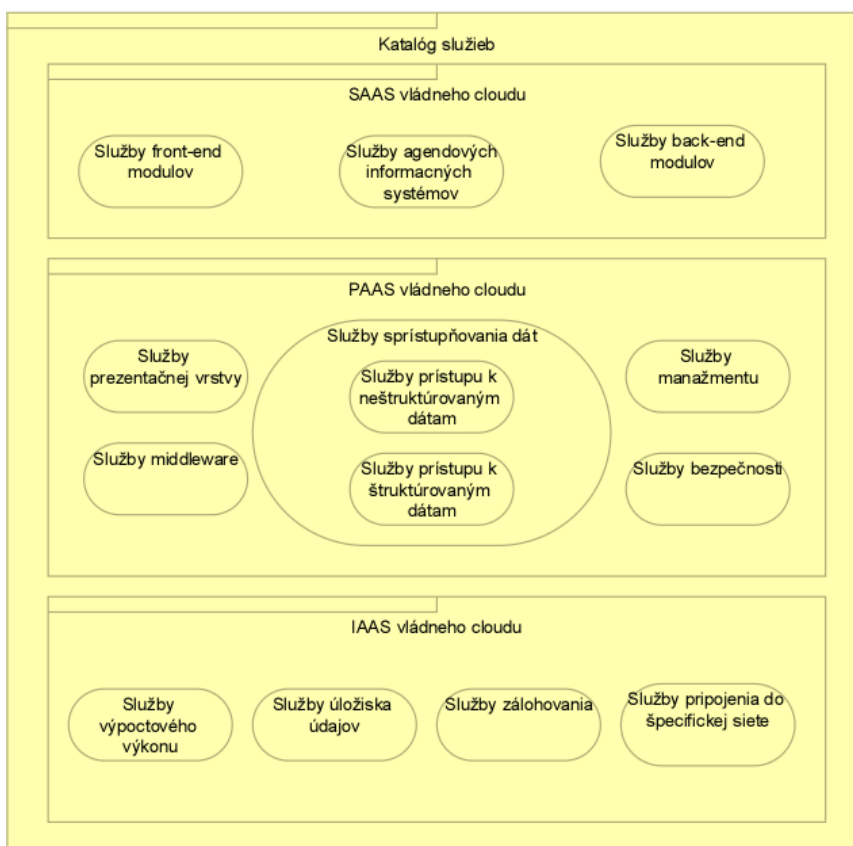 Katalóg služieb
SAAS vládneho cloudu
Služby front-end
modulov
Služby agendových
informacných
systémov
Služby back-end
modulov
PAAS vládneho cloudu
Služby
prezentačnej vrstvy
Služby middleware
Služby sprístupňovania dát
Služby prístupu k
neštruktúrovaným
dátam
Služby prístupu k
štruktúrovaným
dátam
Služby
manažmentu
Služby bezpečnosti
IAAS vládneho cloudu
Služby
výpoctového
výkonu
Služby úložiska
údajov
Služby zálohovania
Služby pripojenia do
špecifickej siete